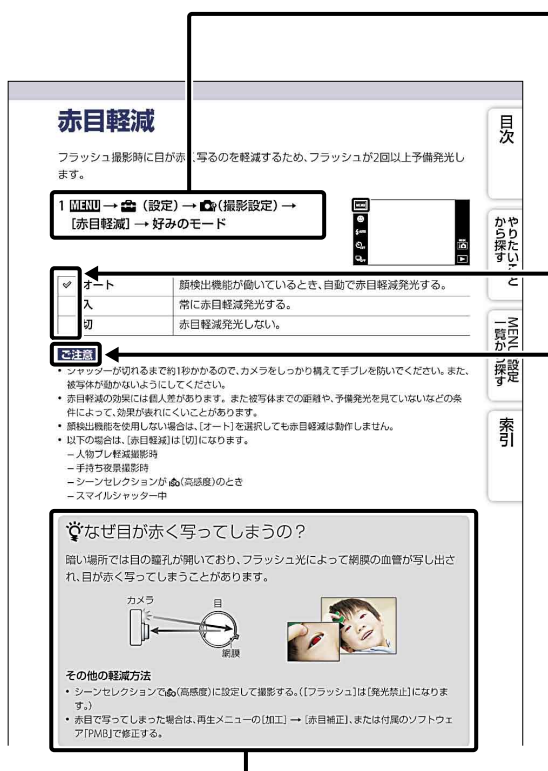 赤目軽減
フラッシュ撮影時に目が赤く写るのを軽減するため、フラッシュが2回以上予備発光し
ます。
1 MENU → (設定) → (撮影設定) →
[赤目軽減] → 好みのモード
オート 顔検出機能が働いているとき、自動で赤目軽減発光する。
入 常に赤目軽減発光する。
切 赤目軽減発光しない。
ご注意
• シャッターが切れるまで約1秒かかるので、カメラをしっかり構えて手ブレを防いでください。また、
被写体が動かないようにしてください。
• 赤目軽減の効果には個人差があります。また被写体までの距離や、予備発光を見ていないなどの条
件によって、効果が表れにくいことがあります。
• 顔検出機能を使用しない場合は、[オート]を選択しても赤目軽減は動作しません。
• 以下の場合は、[赤目軽減]は[切]になります。
– 人物ブレ軽減撮影時
– 手持ち夜景撮影時
– シーンセレクションが (高感度)のとき
– スマイルシャッター中
なぜ目が赤く写ってしまうの?
暗い場所では目の瞳孔が開いており、フラッシュ光によって網膜の血管が写し出さ
れ、目が赤く写ってしまうことがあります。
カメラ 目
網膜
その他の軽減方法
• シーンセレクションで (高感度)に設定して撮影する。([フラッシュ]は[発光禁止]になりま
す。)
• 赤目で写ってしまった場合は、再生メニューの[加工] → [赤目補正]、または付属のソフトウェ
ア「PMB」で修正する。
目次
やりたいこと
から探す
MENU/設定
一覧から探す
索引